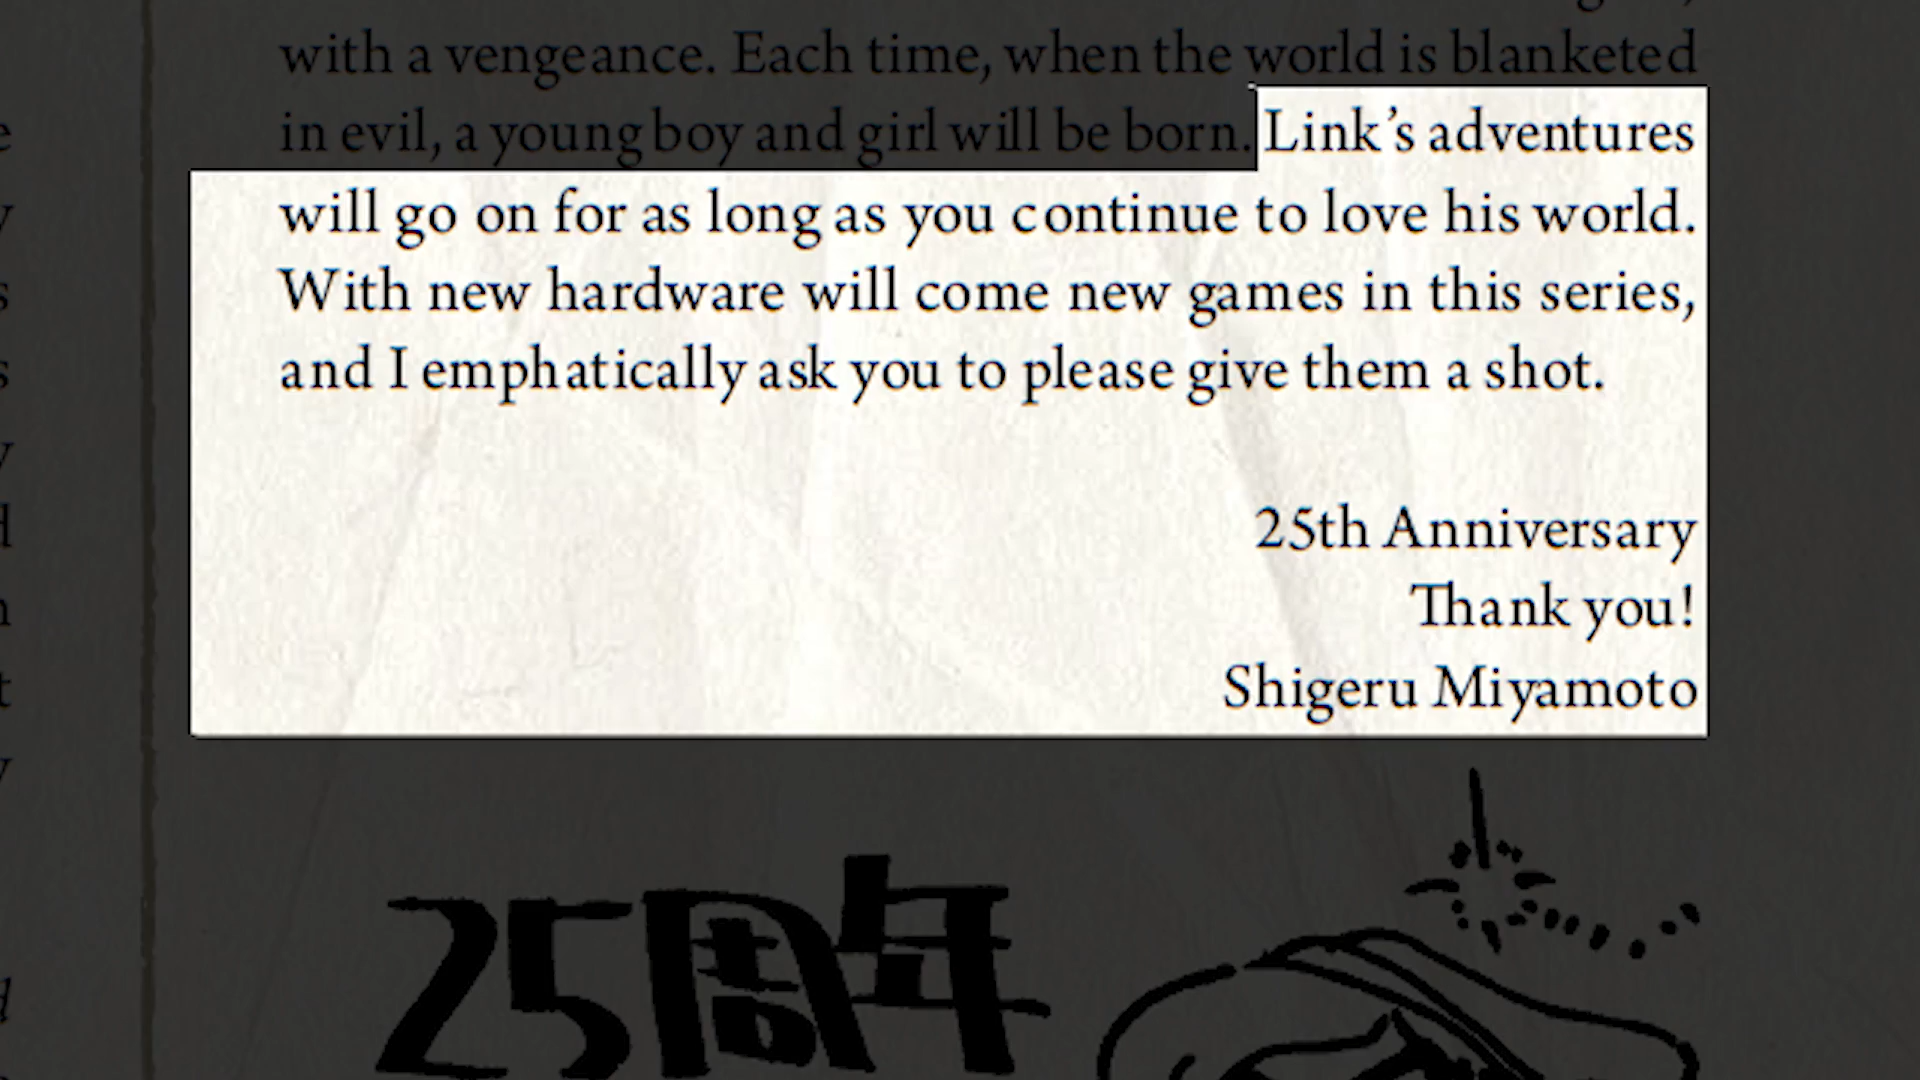 with a vengeance. Each time, when the world is blanketed
in evil, a young boy and girl will be born. Link's adventures
will go on for as long as you continue to love his world.
With new hardware will come new games in this series,
and I emphatically ask you to please give them a shot.
25th Anniversary
Thank you!
Shigeru Miyamoto
25周年